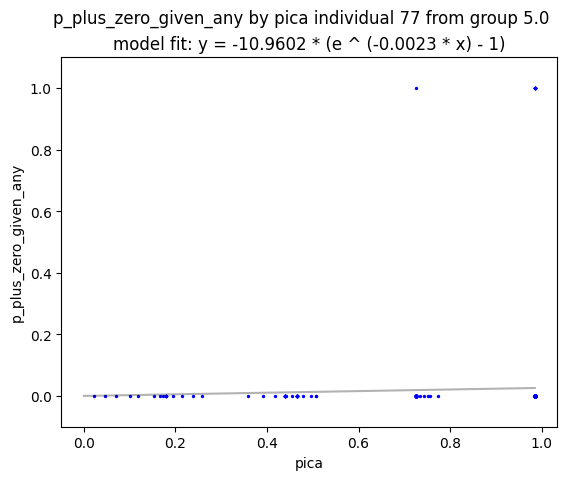 p_plus_zero_given_any by pica individual 77 from group 5.0
model fit: y = -10.9602 * (e ^ (-0.0023 * x) - 1)
1.0
0.8
0.6
0.4
0.2
0.0
p_plus_zero_given_any
0.0 0.2 0.4 0.6 0.8 1.0
pica